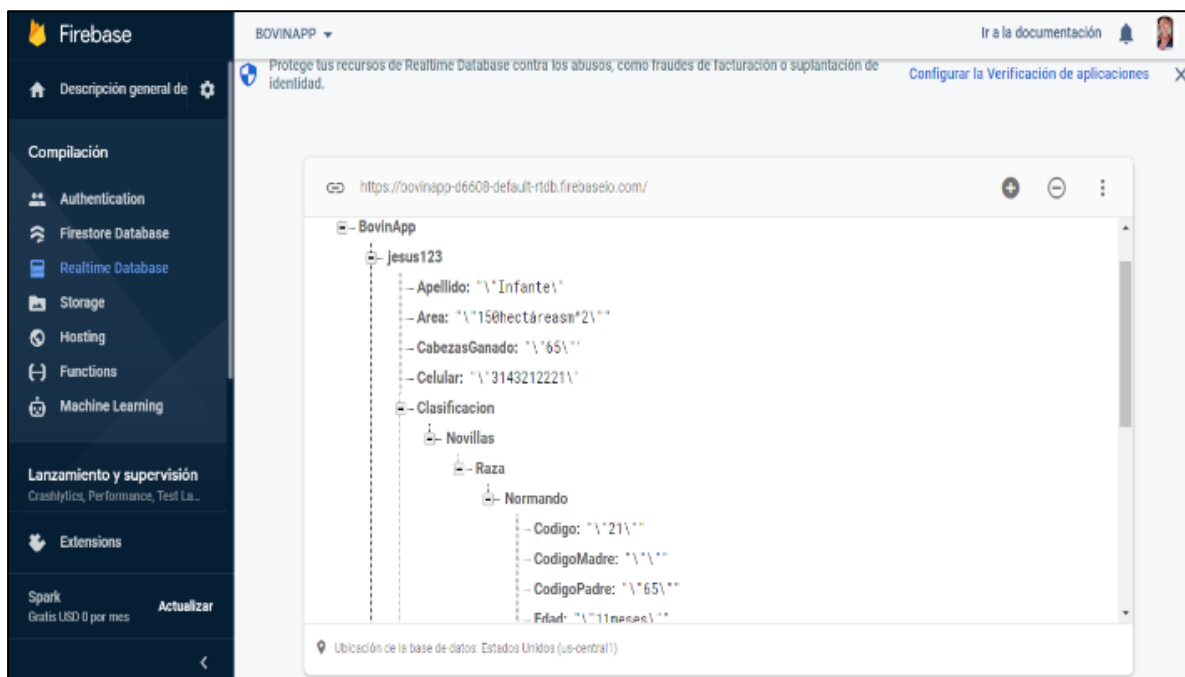 Firebase
BOVINAPP
Ir a la documentación
Descripción general de
Protege tus recursos de Realtime Database contra los abusos, como fraudes de facturación o suplantación de
identidad.
Configurar la Verificación de aplicaciones
Compilación
Authentication
Firestore Database
Realtime Database
Storage
Hosting
Functions
Machine Learning
Lanzamiento y supervisión
Crashlytics, Performance, Test La...
Extensions
Spark
Gratis USD 0 por mes
Actualizar
https://bovinapp-d6608-default-rtdb.firebaseio.com/
BovinApp
jesus123
Apellido: "\"Infante\"
Area: "\"150hectáreasm^2\""
CabezasGanado: "\"65\""
Celular: "\"3143212221\"
Clasificacion
Novillas
Raza
Normando
Codigo: "\"21\""
CodigoMadre: "\"\""
CodigoPadre: "\"65\""
Edad: "\"11meses\""
Ubicación de la base de datos: Estados Unidos (us-central1)